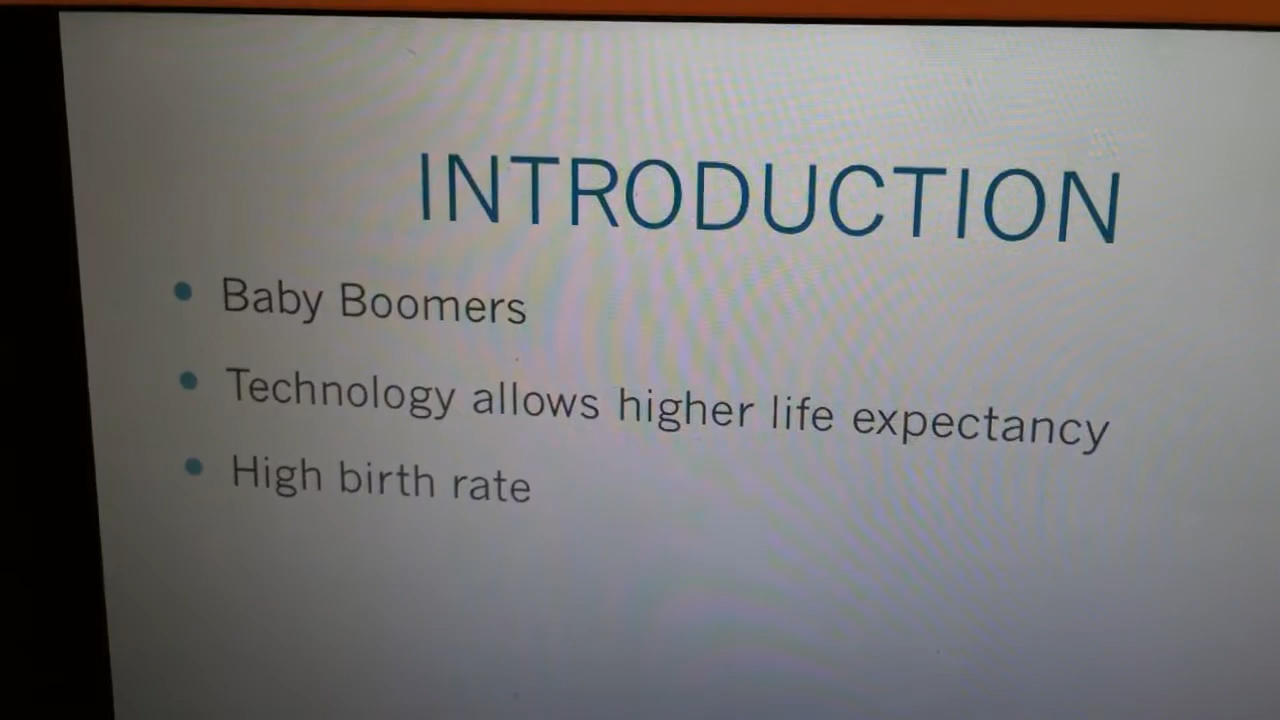 INTRODUCTION
Baby Boomers
Technology allows higher life expectancy
High birth rate